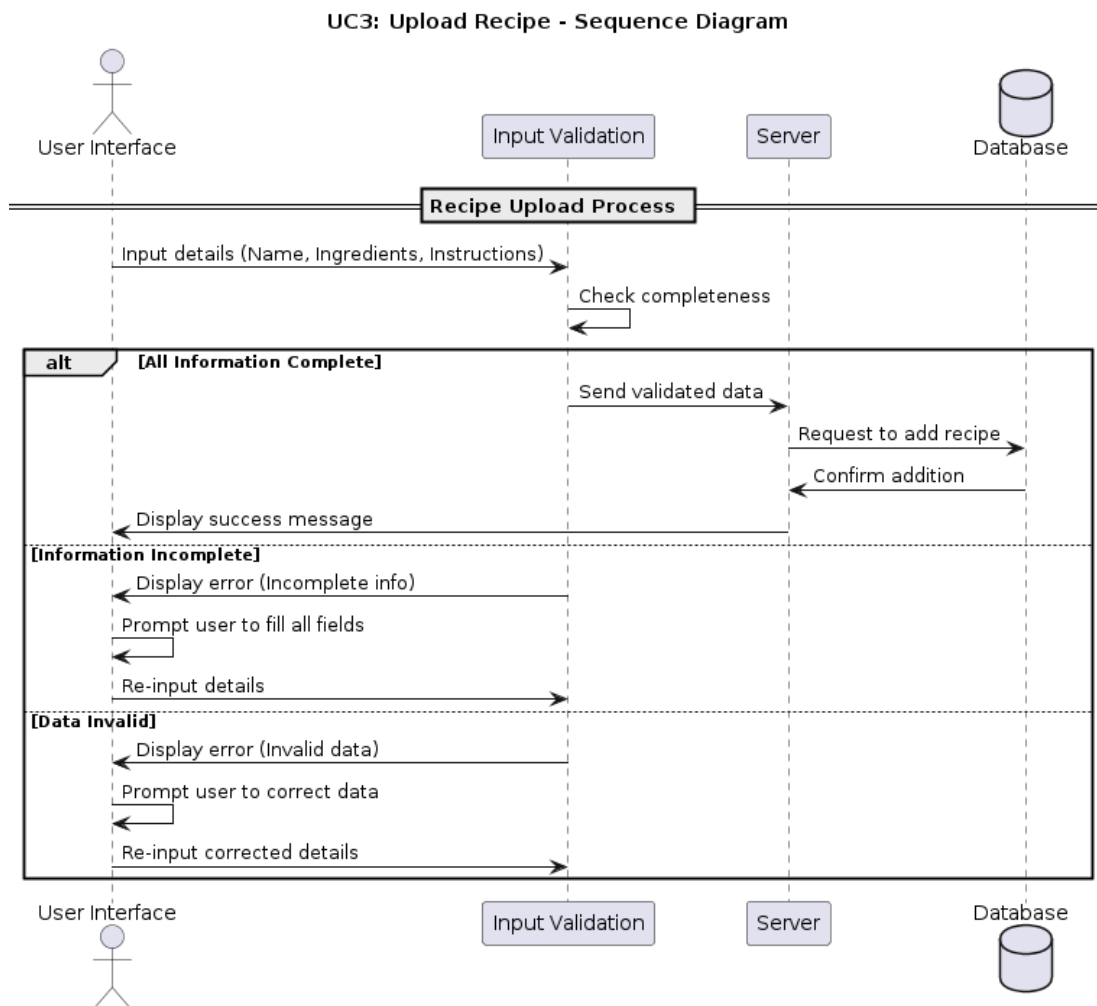 UC3: Upload Recipe - Sequence Diagram
User Interface
Input Validation
Server
Database
Recipe Upload Process
Input details (Name, Ingredients, Instructions)
Check completeness
alt
[All Information Complete]
Send validated data
Request to add recipe
Confirm addition
Display success message
[Information Incomplete]
Display error (Incomplete info)
Prompt user to fill all fields
Re-input details
[Data Invalid]
Display error (Invalid data)
Prompt user to correct data
Re-input corrected details
User Interface
Input Validation
Server
Database